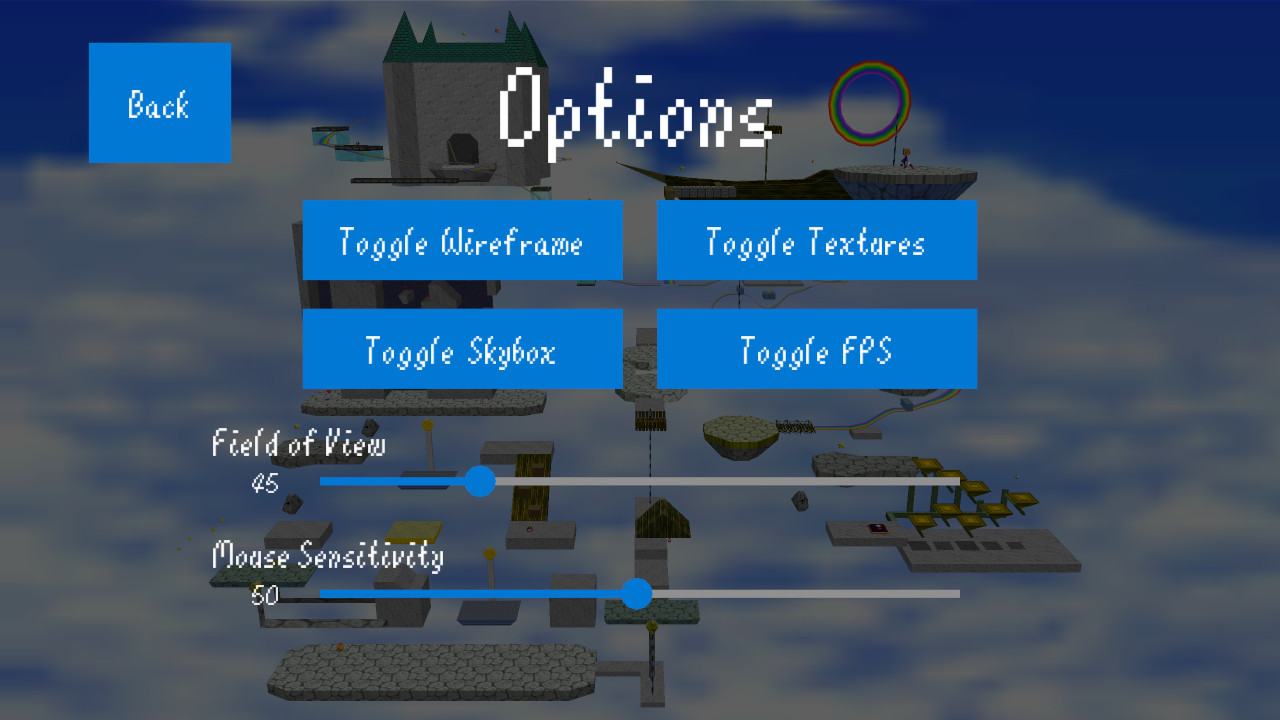 Back
Options
Toggle Wireframe
Toggle Textures
Toggle Skybox
Toggle FPS
Field of View
45
Mouse Sensitivity
50